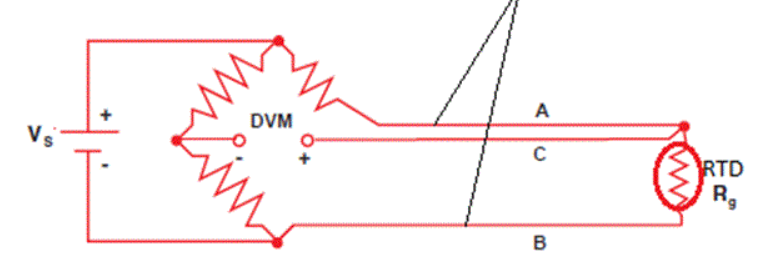 A
+
DVM
Vs
C
RTD
- +
-
Rg
B